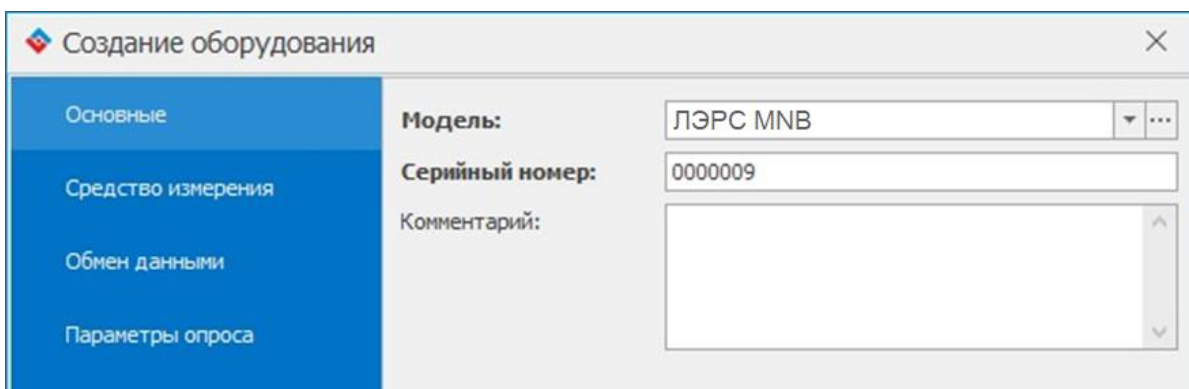 Создание оборудования
Основные
Средство измерения
Обмен данными
Параметры опроса
Модель: ЛЭРС MNB
Серийный номер: 0000009
Комментарий: